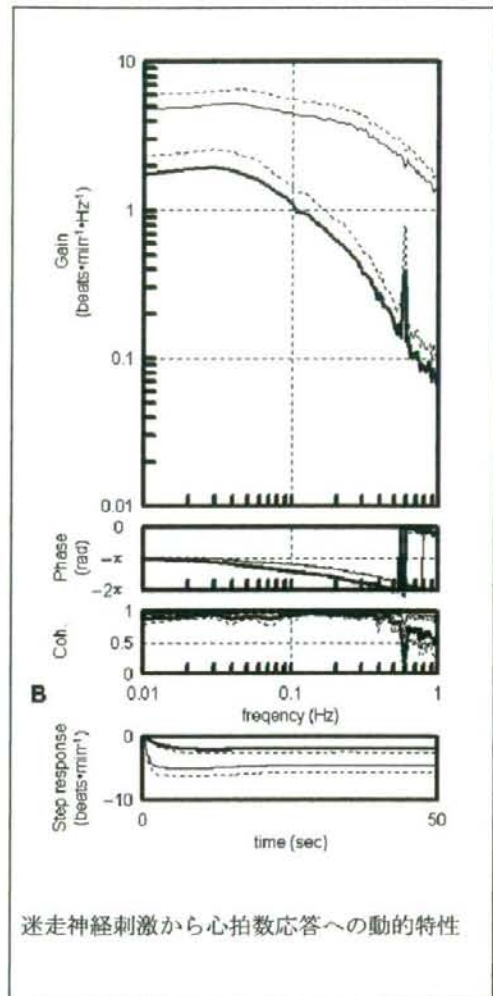 10
1
0.1
0.01
Gain
(beats•min⁻¹•Hz⁻¹)
0
−π
−2π
Phase
(rad)
1
0.5
0
Coh.
B
0.01 0.1 1
freqency (Hz)
0
−10
Step response
(beats•min⁻¹)
0 50
time (sec)
迷走神経刺激から心拍数応答への動的特性